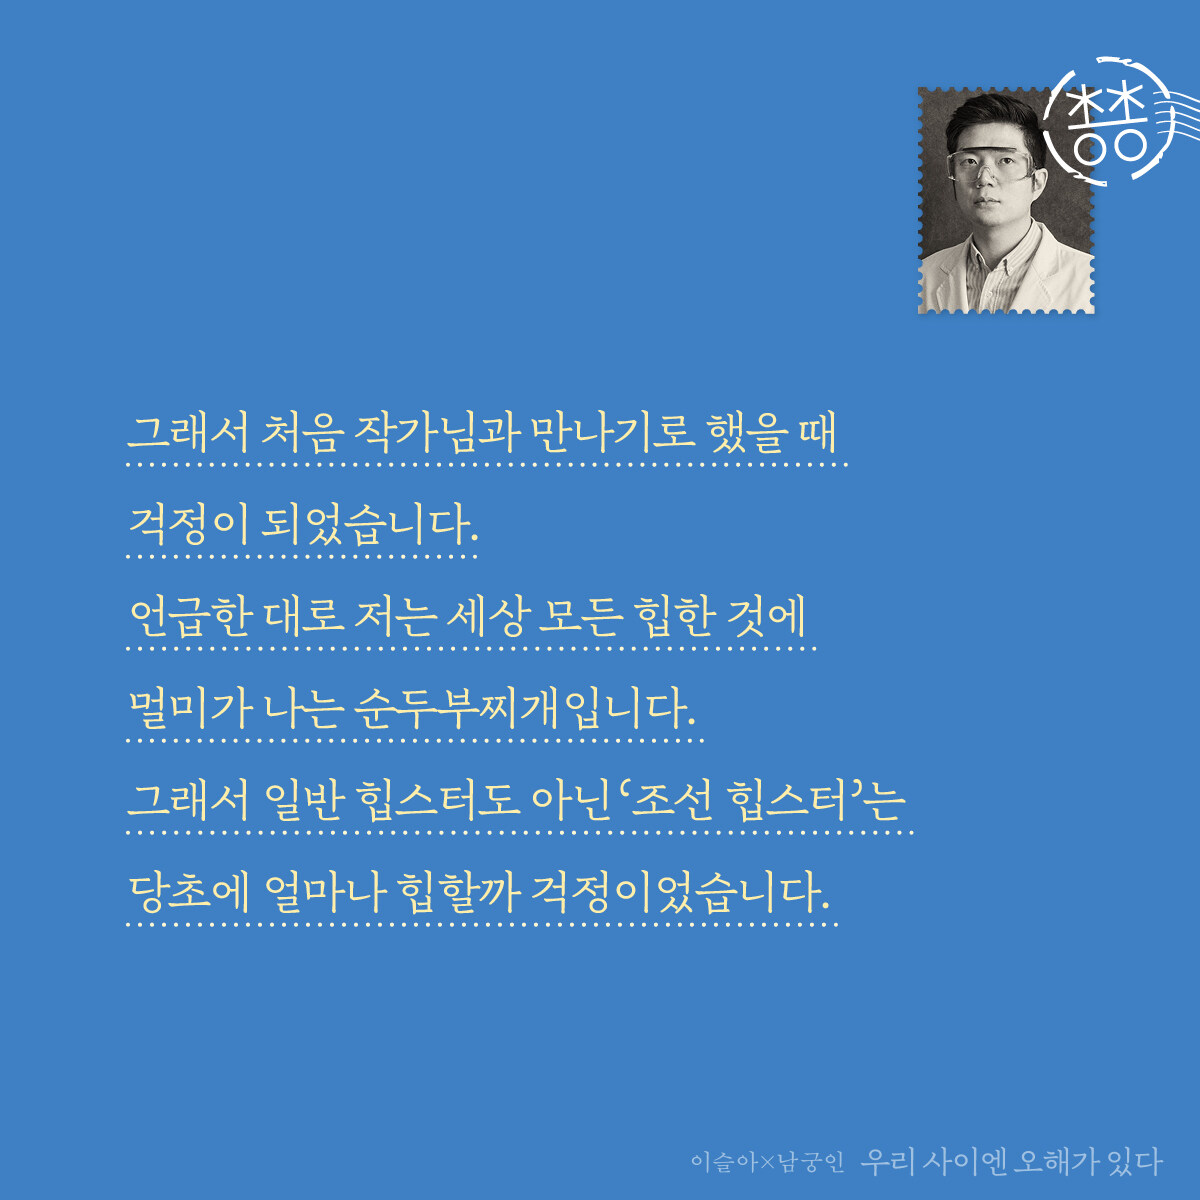 그래서 처음 작가님과 만나기로 했을 때
걱정이 되었습니다.
언급한 대로 저는 세상 모든 힙한 것에
멀미가 나는 순두부찌개입니다.
그래서 일반 힙스터도 아닌 ‘조선 힙스터’는
당초에 얼마나 힙할까 걱정이었습니다.
이슬아×남궁인 우리 사이엔 오해가 있다